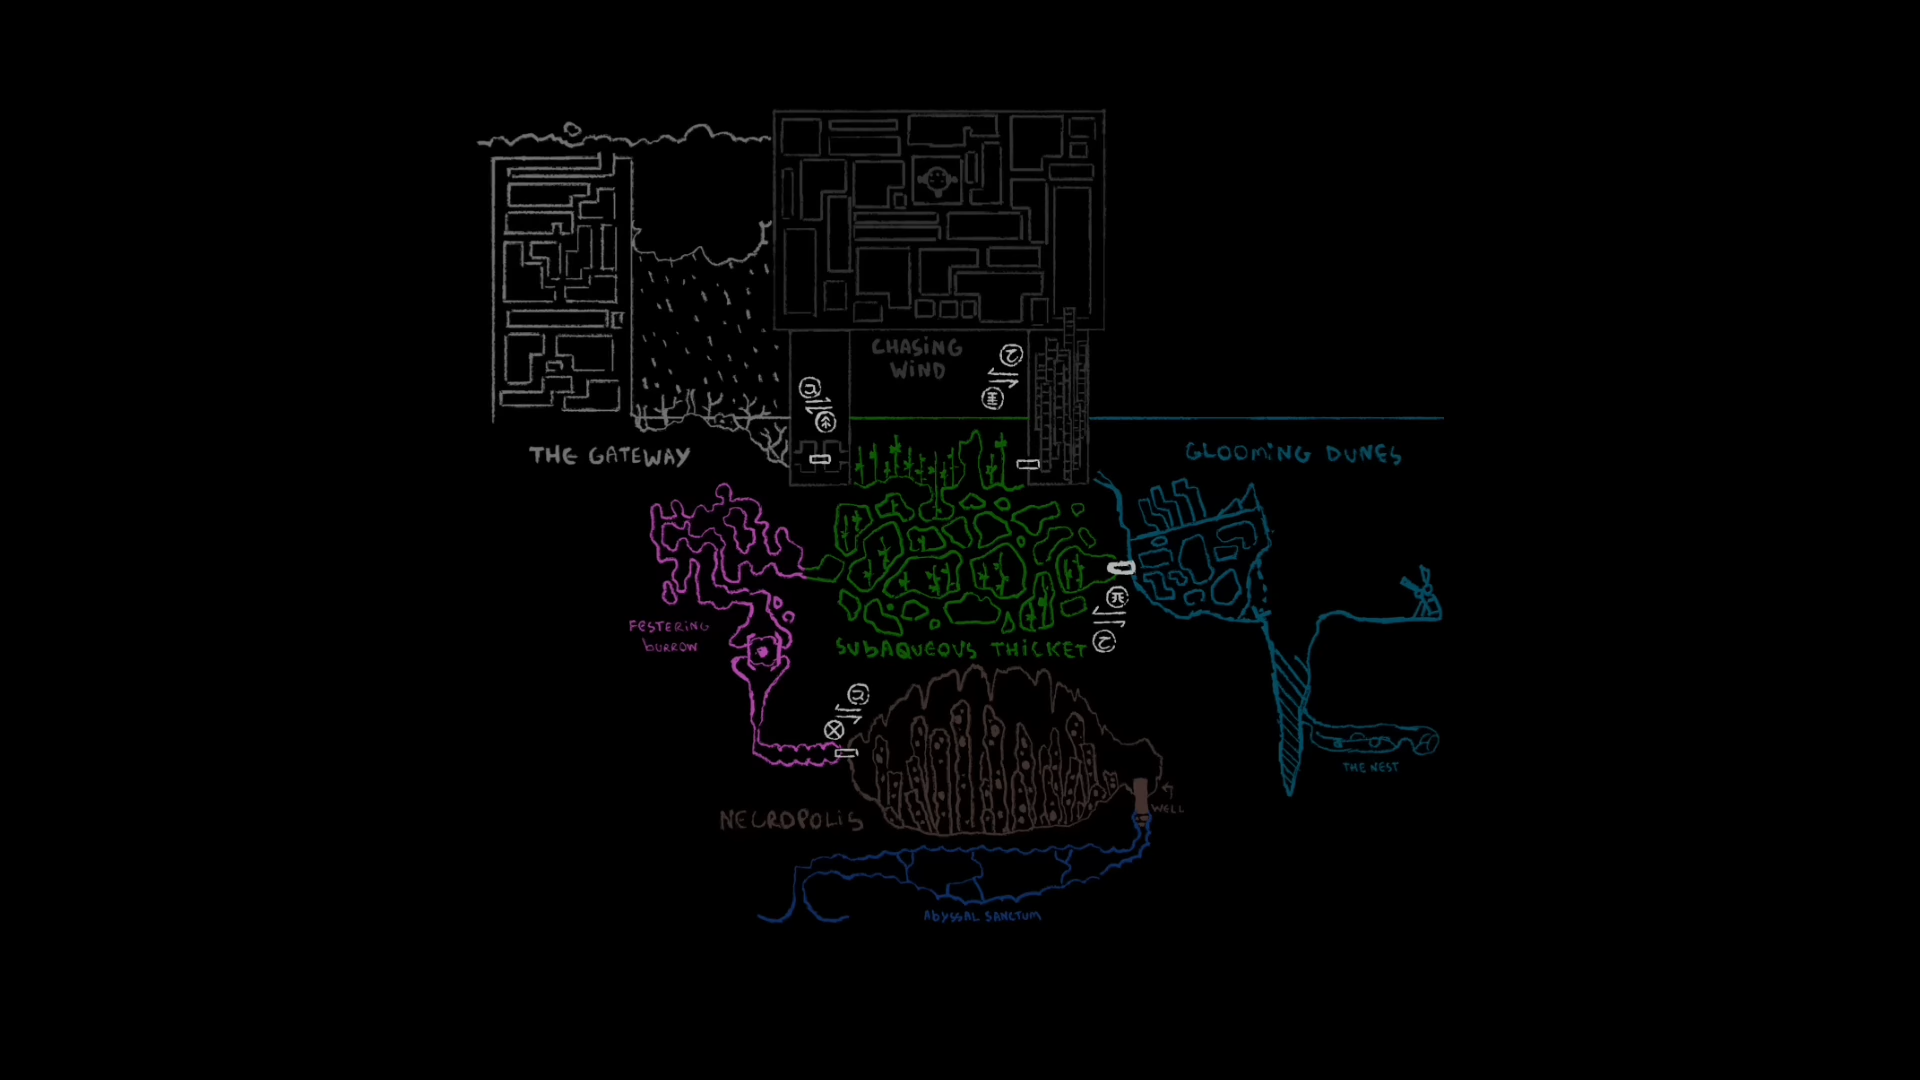 CHASING
WIND
THE GATEWAY
GLOOMING DUNES
FESTERING
BURROW
SUBAQUEOUS THICKET
THE NEST
NECROPOLIS
WELL
ABYSSAL SANCTUM